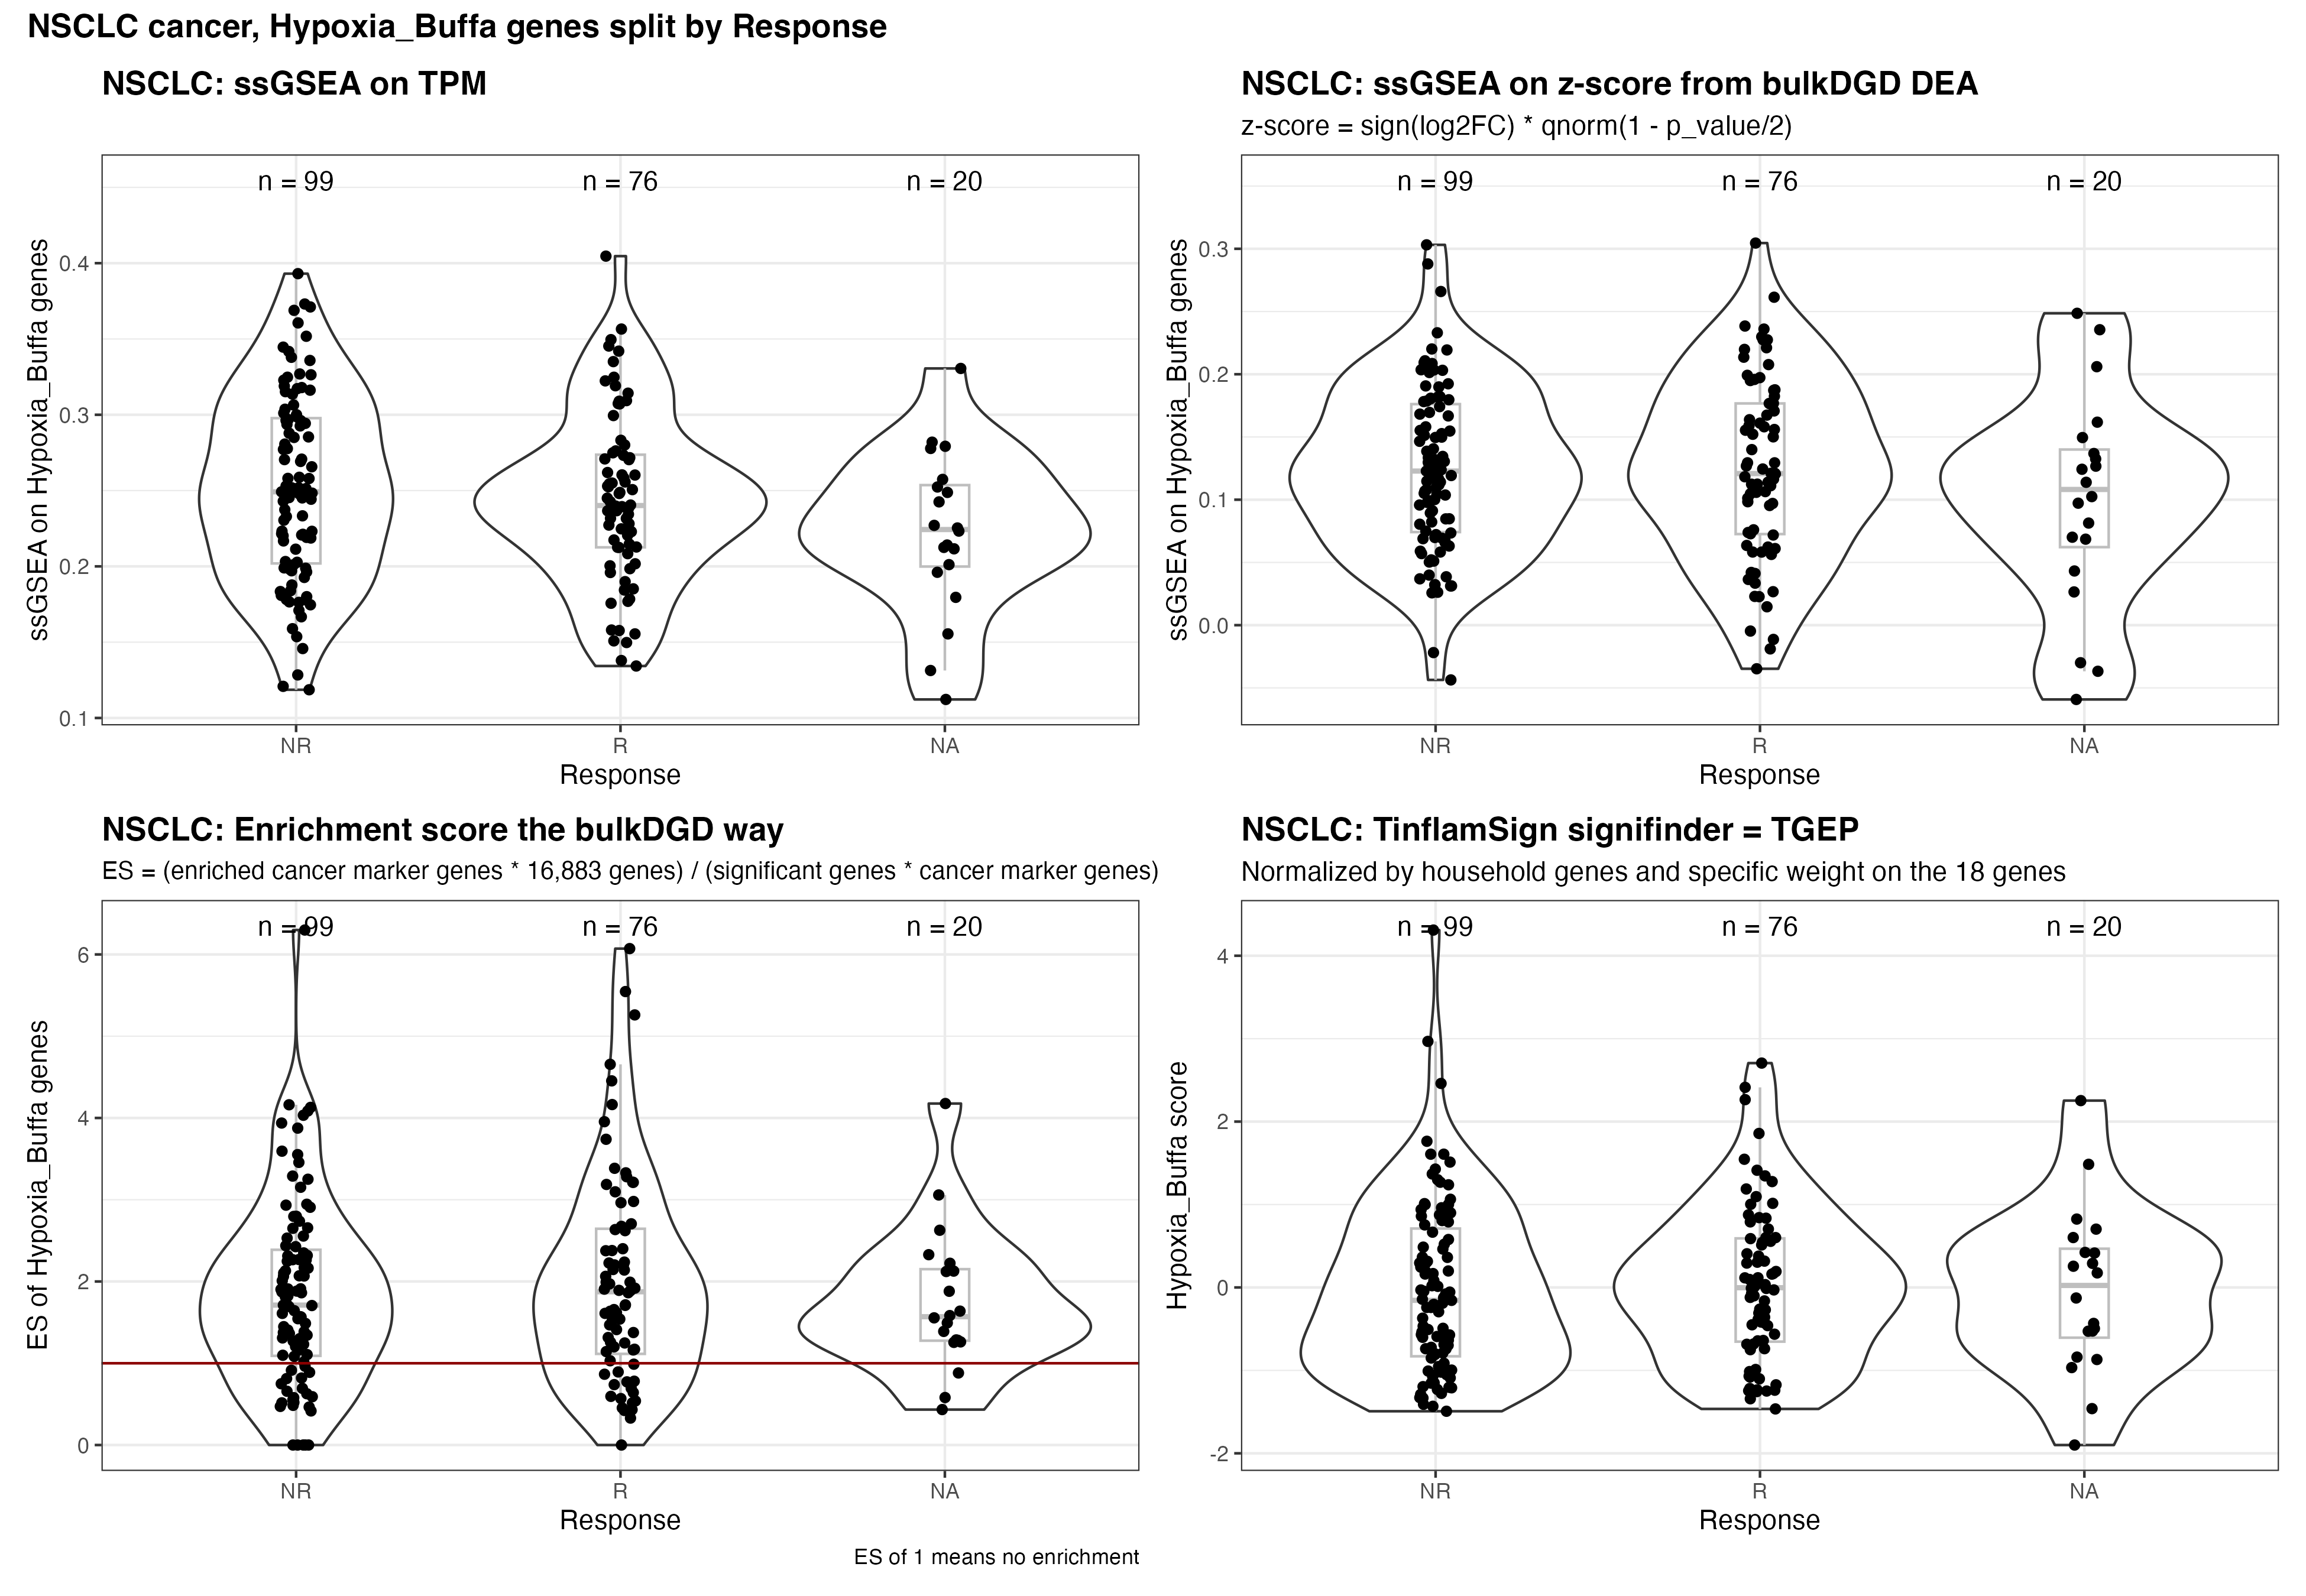 NSCLC cancer, Hypoxia_Buffa genes split by Response
NSCLC: ssGSEA on TPM
n = 99
n = 76
n = 20
ssGSEA on Hypoxia_Buffa genes
0.4
0.3
0.2
0.1
NR
R
NA
Response
NSCLC: ssGSEA on z-score from bulkDGD DEA
z-score = sign(log2FC) * qnorm(1 - p_value/2)
n = 99
n = 76
n = 20
ssGSEA on Hypoxia_Buffa genes
0.3
0.2
0.1
0.0
NR
R
NA
Response
NSCLC: Enrichment score the bulkDGD way
ES = (enriched cancer marker genes * 16,883 genes) / (significant genes * cancer marker genes)
n = 99
n = 76
n = 20
ES of Hypoxia_Buffa genes
6
4
2
0
NR
R
NA
Response
ES of 1 means no enrichment
NSCLC: TinflamSign signifinder = TGEP
Normalized by household genes and specific weight on the 18 genes
n = 99
n = 76
n = 20
Hypoxia_Buffa score
4
2
0
-2
NR
R
NA
Response